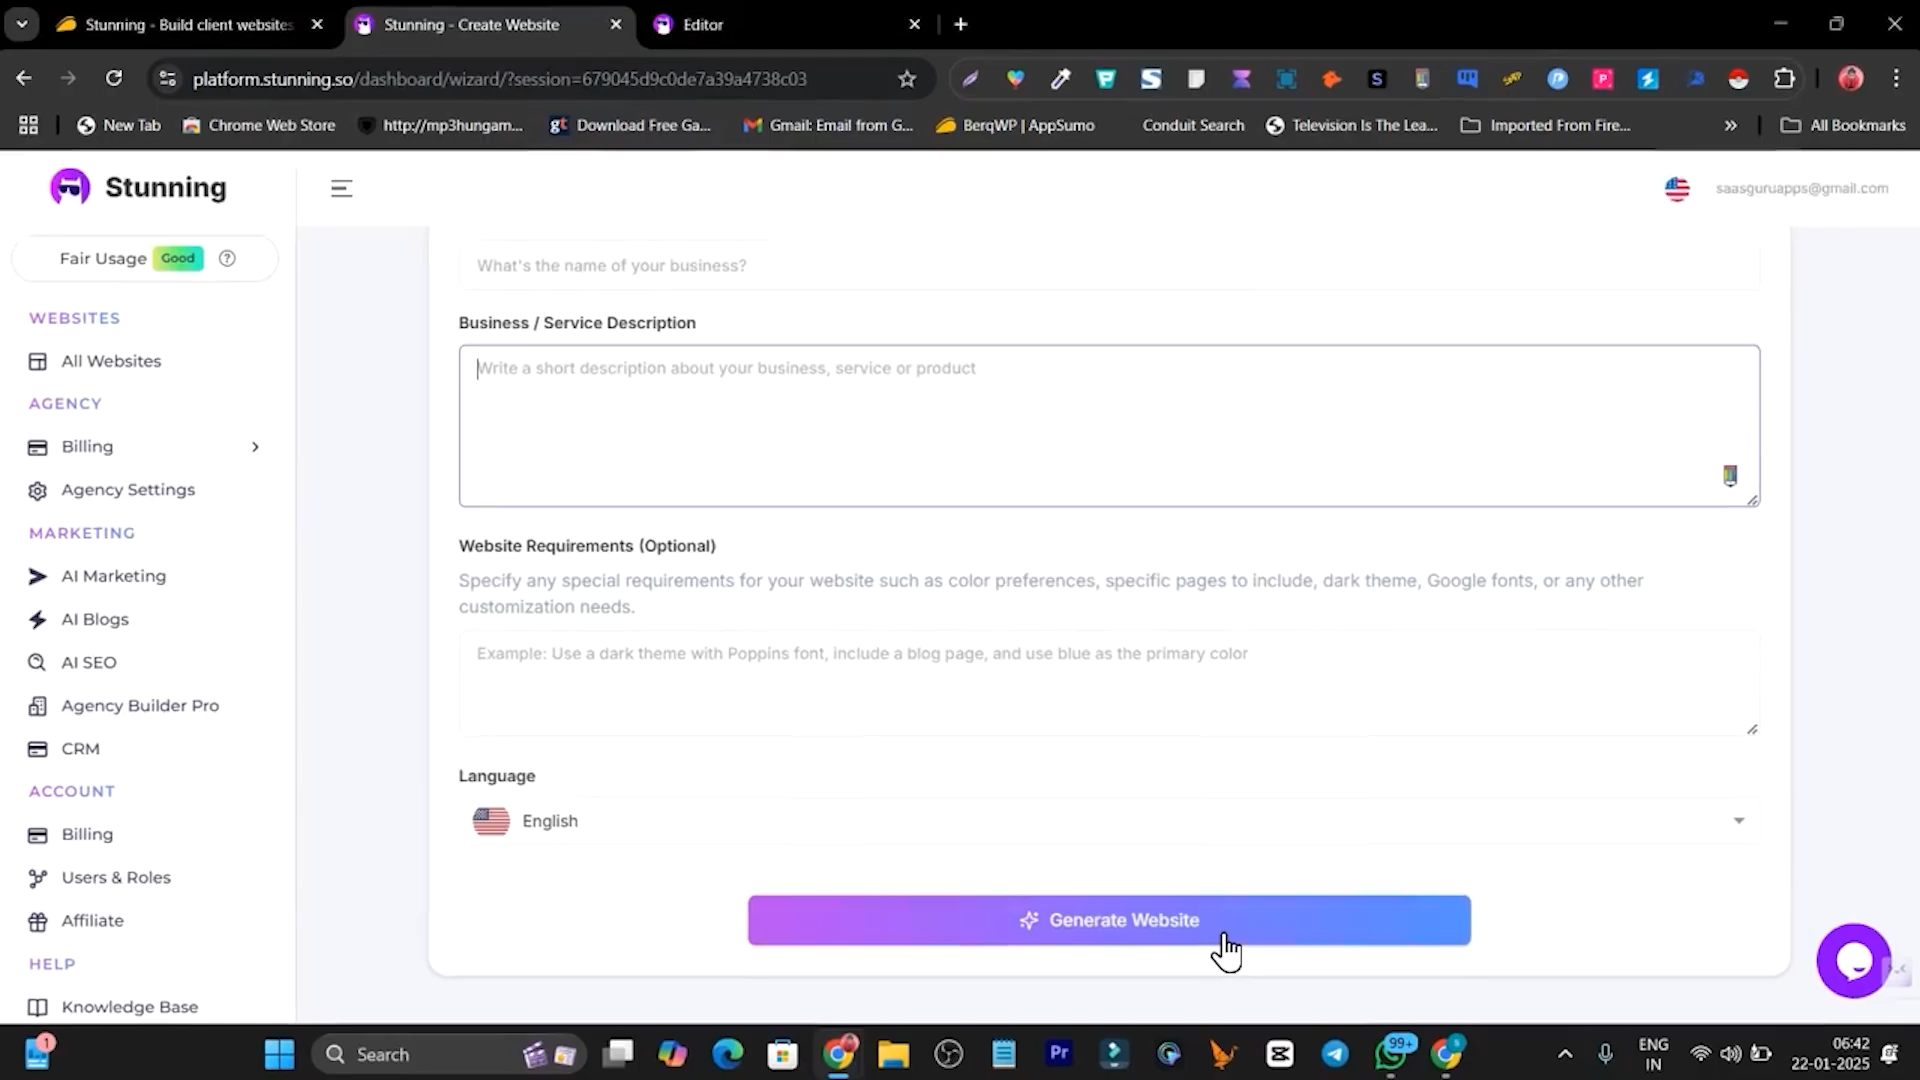 Stunning - Build client websites
Stunning - Create Website
Editor
platform.stunning.so/dashboard/wizard/?session=679045d9c0de7a39a4738c03
New Tab
Chrome Web Store
http://mp3hungam...
gt Download Free Ga...
Gmail: Email from G...
BerqWP | AppSumo
Conduit Search
Television Is The Lea...
Imported From Fire...
All Bookmarks
Stunning
saasguruapps@gmail.com
Fair Usage Good ?
WEBSITES
All Websites
AGENCY
Billing
Agency Settings
MARKETING
AI Marketing
AI Blogs
AI SEO
Agency Builder Pro
CRM
ACCOUNT
Billing
Users & Roles
Affiliate
HELP
Knowledge Base
What's the name of your business?
Business / Service Description
Write a short description about your business, service or product
Website Requirements (Optional)
Specify any special requirements for your website such as color preferences, specific pages to include, dark theme, Google fonts, or any other
customization needs.
Example: Use a dark theme with Poppins font, include a blog page, and use blue as the primary color
Language
English
Generate Website
1
Search
Pr
99+
ENG
IN
06:42
22-01-2025